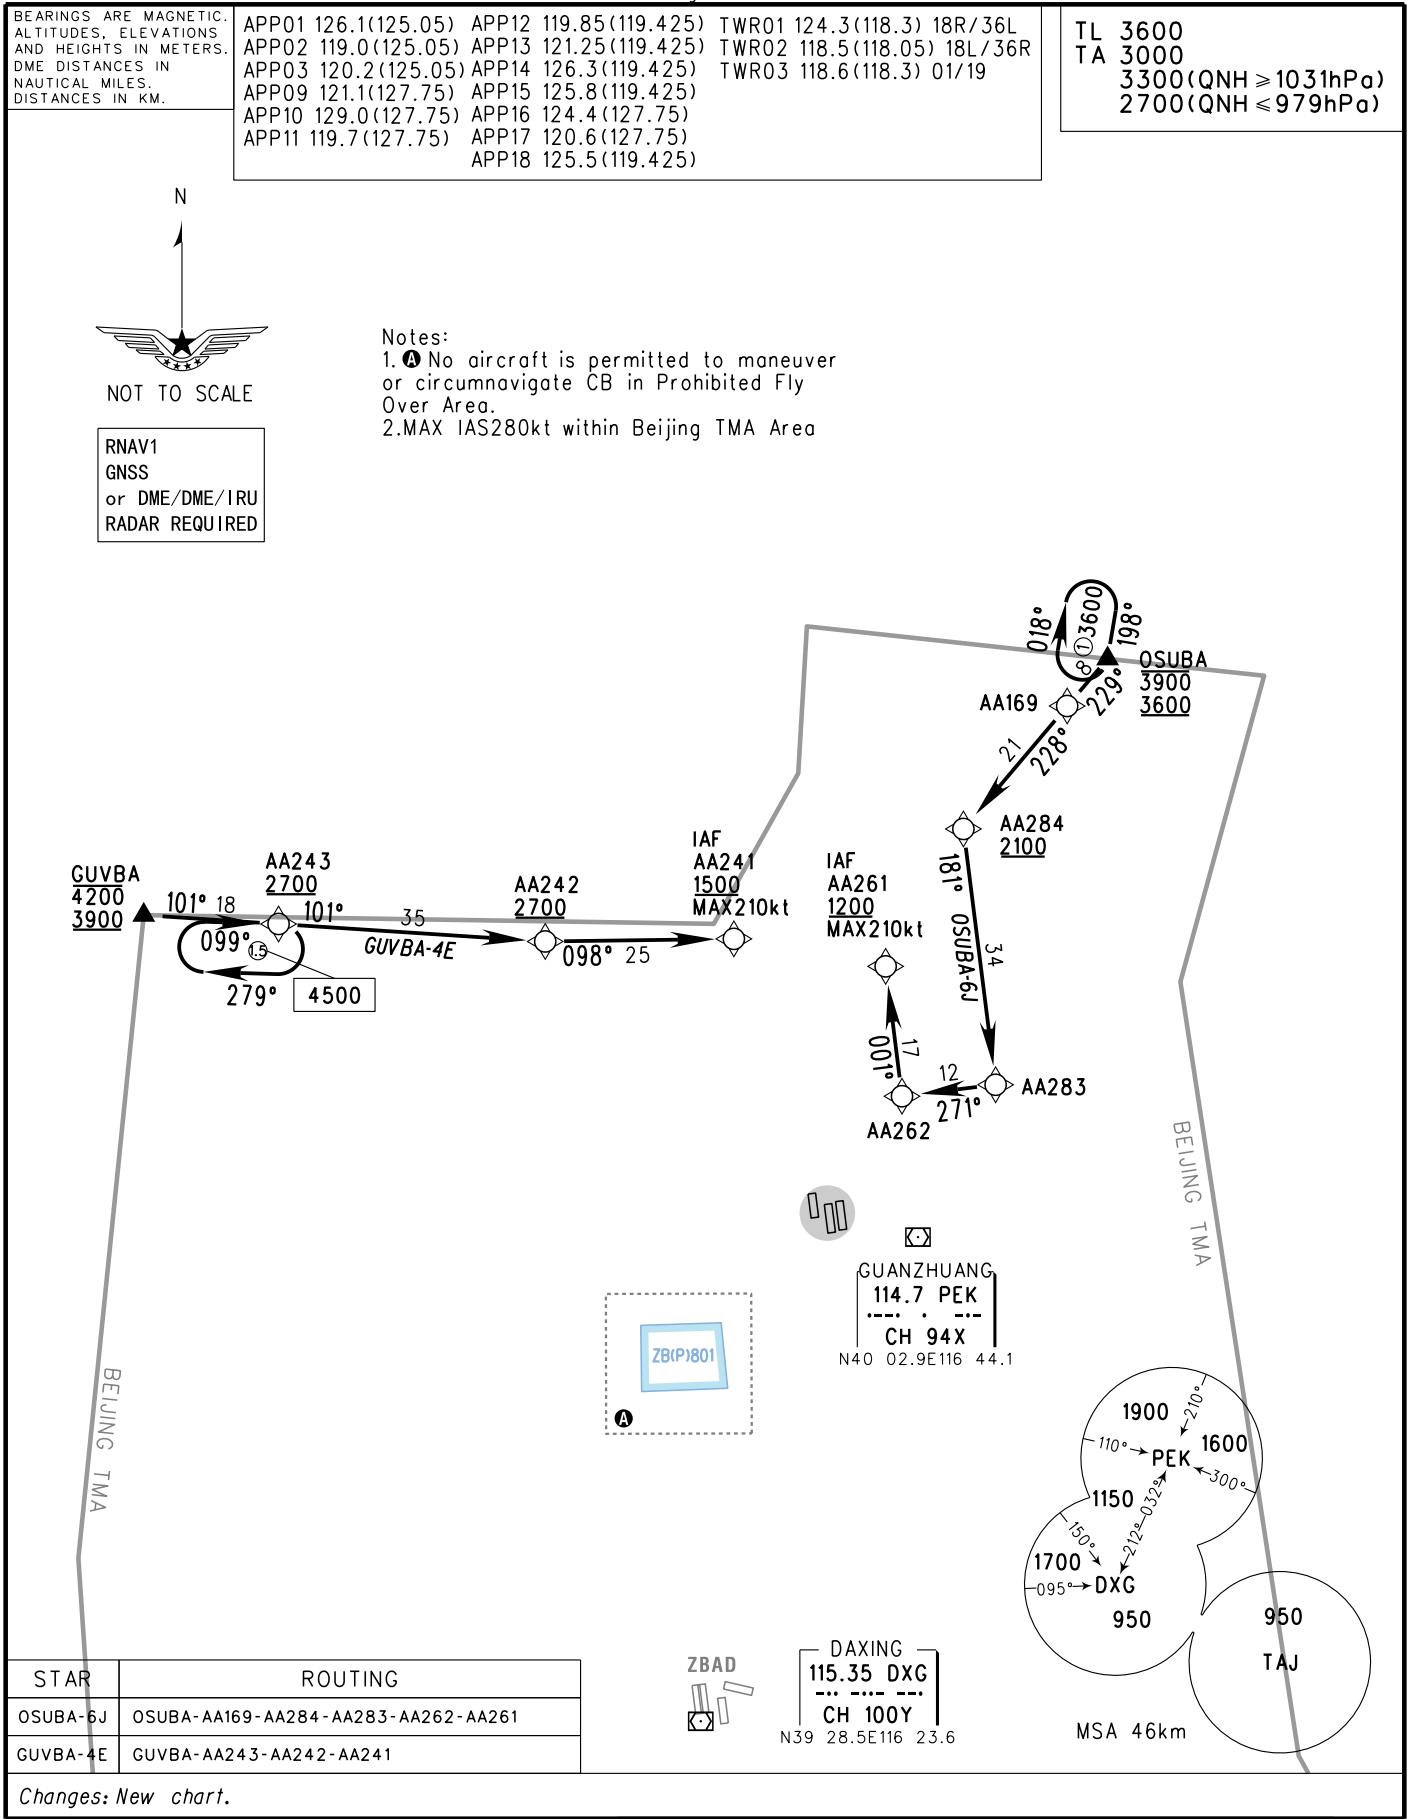 BEARINGS ARE MAGNETIC.
ALTITUDES, ELEVATIONS
AND HEIGHTS IN METERS.
DME DISTANCES IN
NAUTICAL MILES.
DISTANCES IN KM.
APP01 126.1(125.05)
APP02 119.0(125.05)
APP03 120.2(125.05)
APP09 121.1(127.75)
APP10 129.0(127.75)
APP11 119.7(127.75)
APP12 119.85(119.425)
APP13 121.25(119.425)
APP14 126.3(119.425)
APP15 125.8(119.425)
APP16 124.4(127.75)
APP17 120.6(127.75)
APP18 125.5(119.425)
TWR01 124.3(118.3) 18R/36L
TWR02 118.5(118.05) 18L/36R
TWR03 118.6(118.3) 01/19
TL 3600
TA 3000
3300(QNH ≥1031hPa)
2700(QNH ≤979hPa)
N
NOT TO SCALE
RNAV1
GNSS
or DME/DME/IRU
RADAR REQUIRED
Notes:
1. A No aircraft is permitted to maneuver
or circumnavigate CB in Prohibited Fly
Over Area.
2.MAX IAS280kt within Beijing TMA Area
018°
1 3600
198°
8
229°
OSUBA
3900
3600
AA169
21
228°
AA284
2100
181°
OSUBA-6J
34
AA283
12
271°
AA262
001°
17
IAF
AA261
1200
MAX210kt
IAF
AA241
1500
MAX210kt
GUVBA
4200
3900
101° 18
AA243
2700
101°
35
GUVBA-4E
099°
1.5
279°
4500
AA242
2700
098° 25
BEIJING TMA
BEIJING TMA
GUANZHUANG
114.7 PEK
CH 94X
N40 02.9E116 44.1
ZB(P)801
A
1900
210°
110°
PEK
1600
300°
1150
032°
212°
150°
1700
095°
DXG
950
950
TAJ
MSA 46km
ZBAD
DAXING
115.35 DXG
CH 100Y
N39 28.5E116 23.6
STAR ROUTING
OSUBA-6J OSUBA-AA169-AA284-AA283-AA262-AA261
GUVBA-4E GUVBA-AA243-AA242-AA241
Changes: New chart.